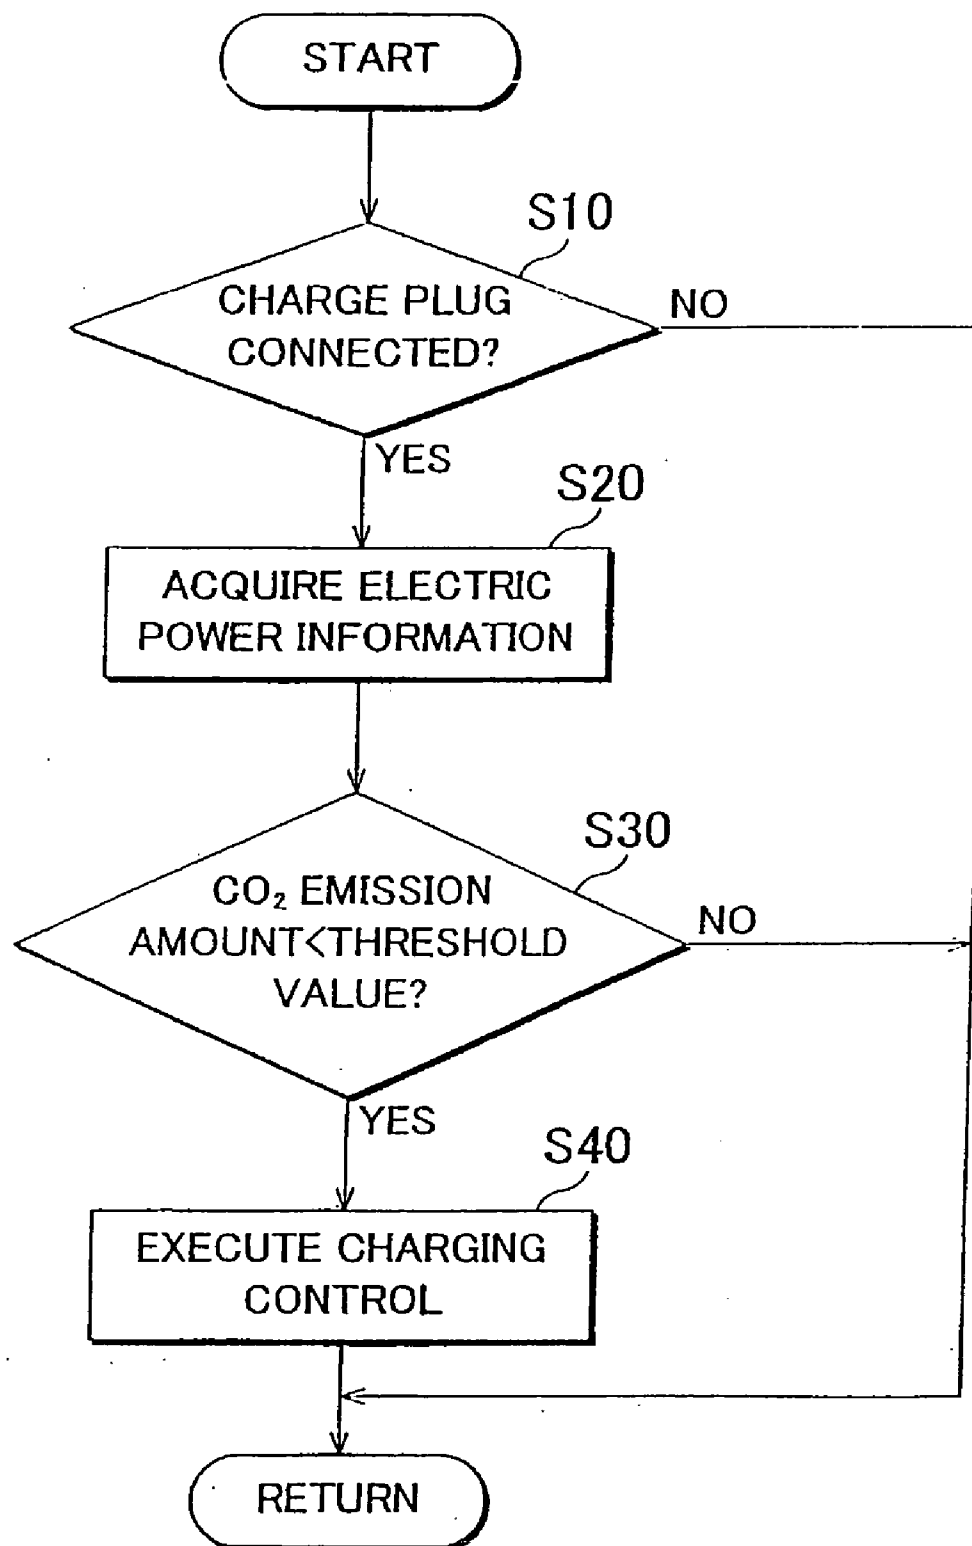 START
S10
CHARGE PLUG
CONNECTED?
NO
YES
S20
ACQUIRE ELECTRIC
POWER INFORMATION
S30
CO₂ EMISSION
AMOUNT<THRESHOLD
VALUE?
NO
YES
S40
EXECUTE CHARGING
CONTROL
RETURN